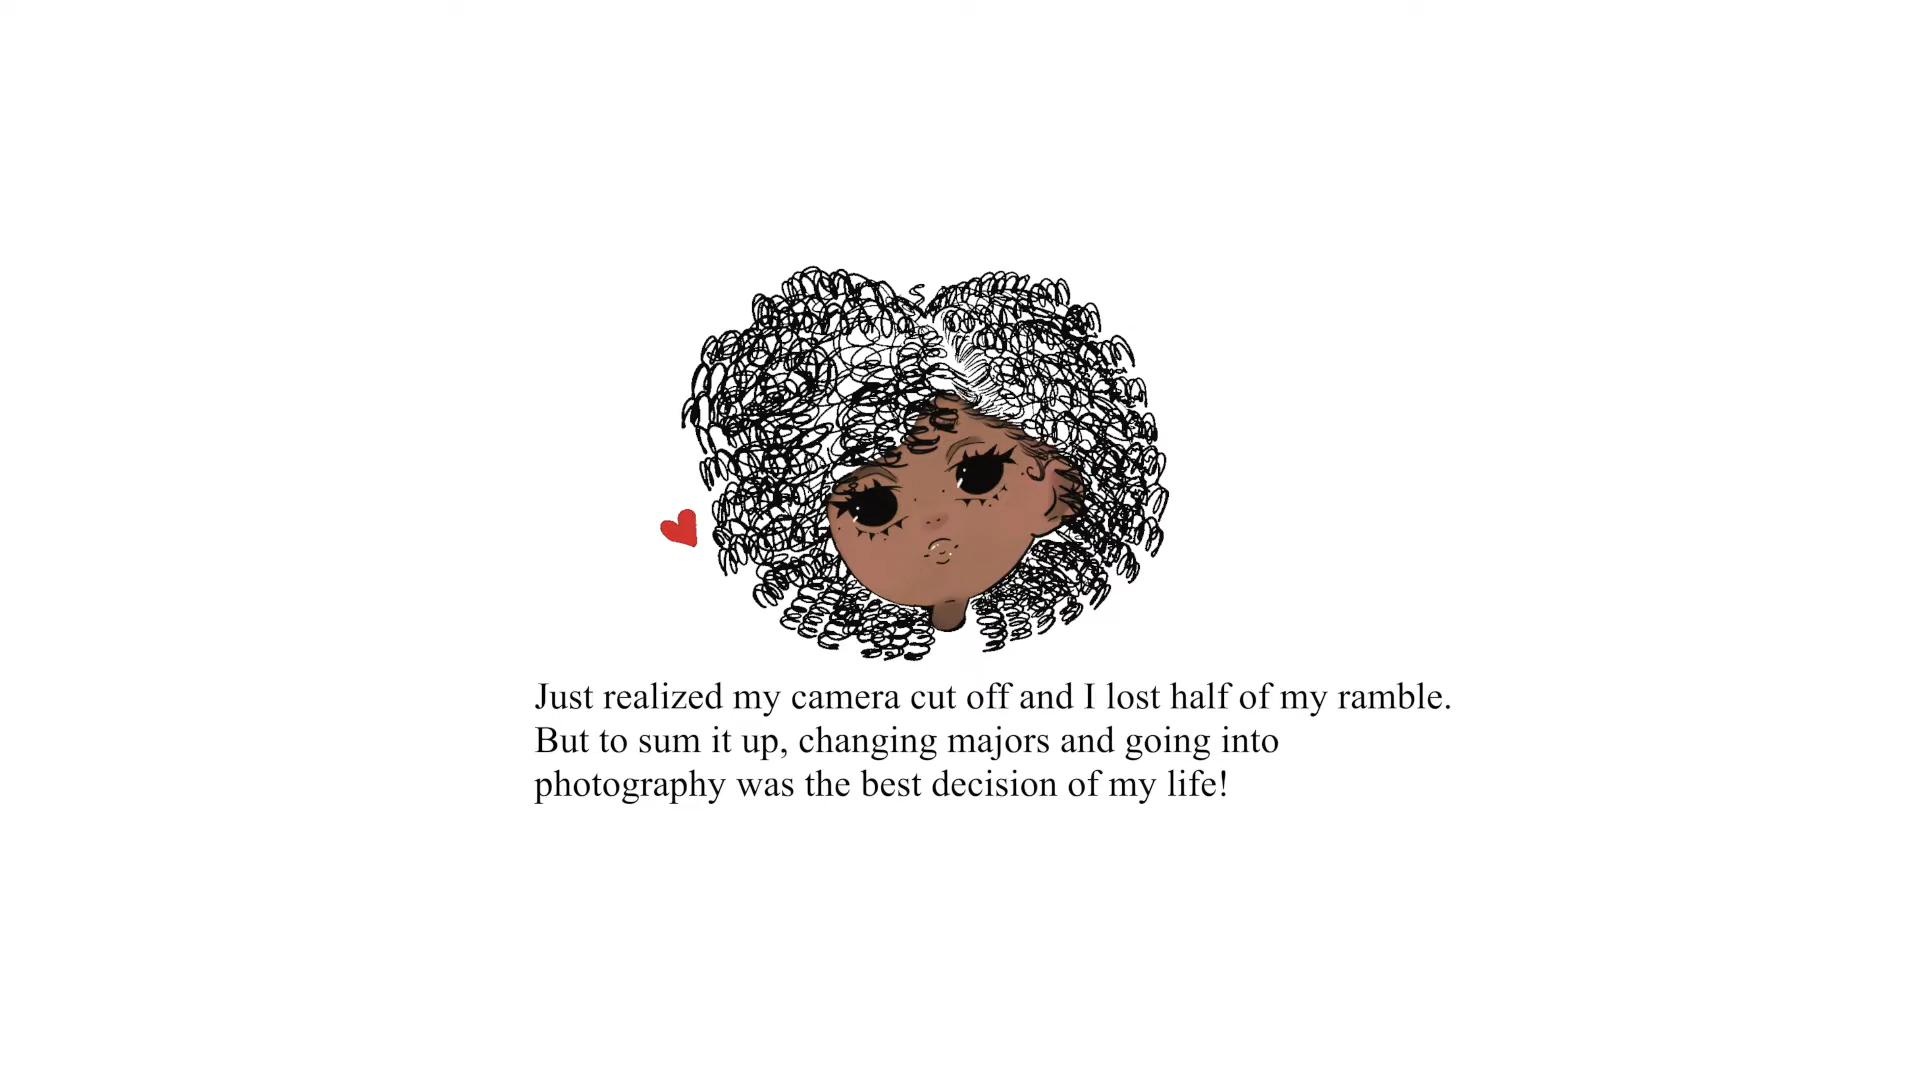 Just realized my camera cut off and I lost half of my ramble.
But to sum it up, changing majors and going into
photography was the best decision of my life!